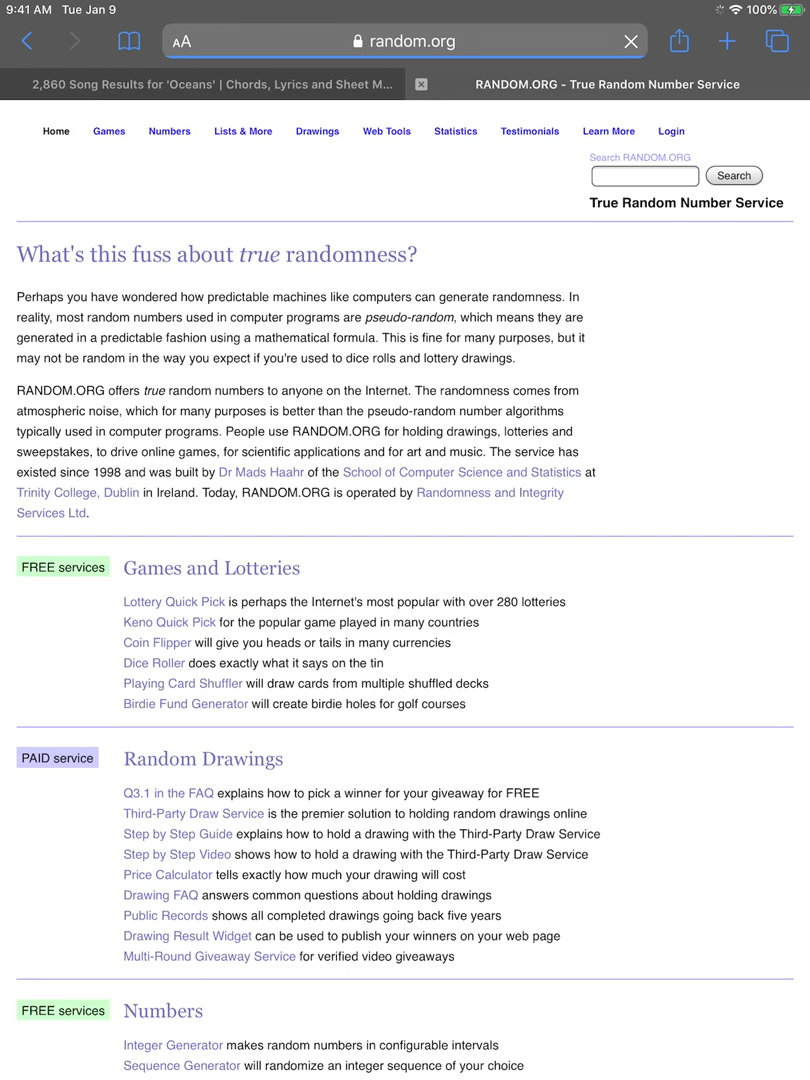 9:41 AM Tue Jan 9 100%
AA random.org
2,860 Song Results for 'Oceans' | Chords, Lyrics and Sheet M... RANDOM.ORG - True Random Number Service
Home Games Numbers Lists & More Drawings Web Tools Statistics Testimonials Learn More Login
Search RANDOM.ORG
Search
True Random Number Service
What's this fuss about true randomness?
Perhaps you have wondered how predictable machines like computers can generate randomness. In
reality, most random numbers used in computer programs are pseudo-random, which means they are
generated in a predictable fashion using a mathematical formula. This is fine for many purposes, but it
may not be random in the way you expect if you're used to dice rolls and lottery drawings.
RANDOM.ORG offers true random numbers to anyone on the Internet. The randomness comes from
atmospheric noise, which for many purposes is better than the pseudo-random number algorithms
typically used in computer programs. People use RANDOM.ORG for holding drawings, lotteries and
sweepstakes, to drive online games, for scientific applications and for art and music. The service has
existed since 1998 and was built by Dr Mads Haahr of the School of Computer Science and Statistics at
Trinity College, Dublin in Ireland. Today, RANDOM.ORG is operated by Randomness and Integrity
Services Ltd.
FREE services Games and Lotteries
Lottery Quick Pick is perhaps the Internet's most popular with over 280 lotteries
Keno Quick Pick for the popular game played in many countries
Coin Flipper will give you heads or tails in many currencies
Dice Roller does exactly what it says on the tin
Playing Card Shuffler will draw cards from multiple shuffled decks
Birdie Fund Generator will create birdie holes for golf courses
PAID service Random Drawings
Q3.1 in the FAQ explains how to pick a winner for your giveaway for FREE
Third-Party Draw Service is the premier solution to holding random drawings online
Step by Step Guide explains how to hold a drawing with the Third-Party Draw Service
Step by Step Video shows how to hold a drawing with the Third-Party Draw Service
Price Calculator tells exactly how much your drawing will cost
Drawing FAQ answers common questions about holding drawings
Public Records shows all completed drawings going back five years
Drawing Result Widget can be used to publish your winners on your web page
Multi-Round Giveaway Service for verified video giveaways
FREE services Numbers
Integer Generator makes random numbers in configurable intervals
Sequence Generator will randomize an integer sequence of your choice